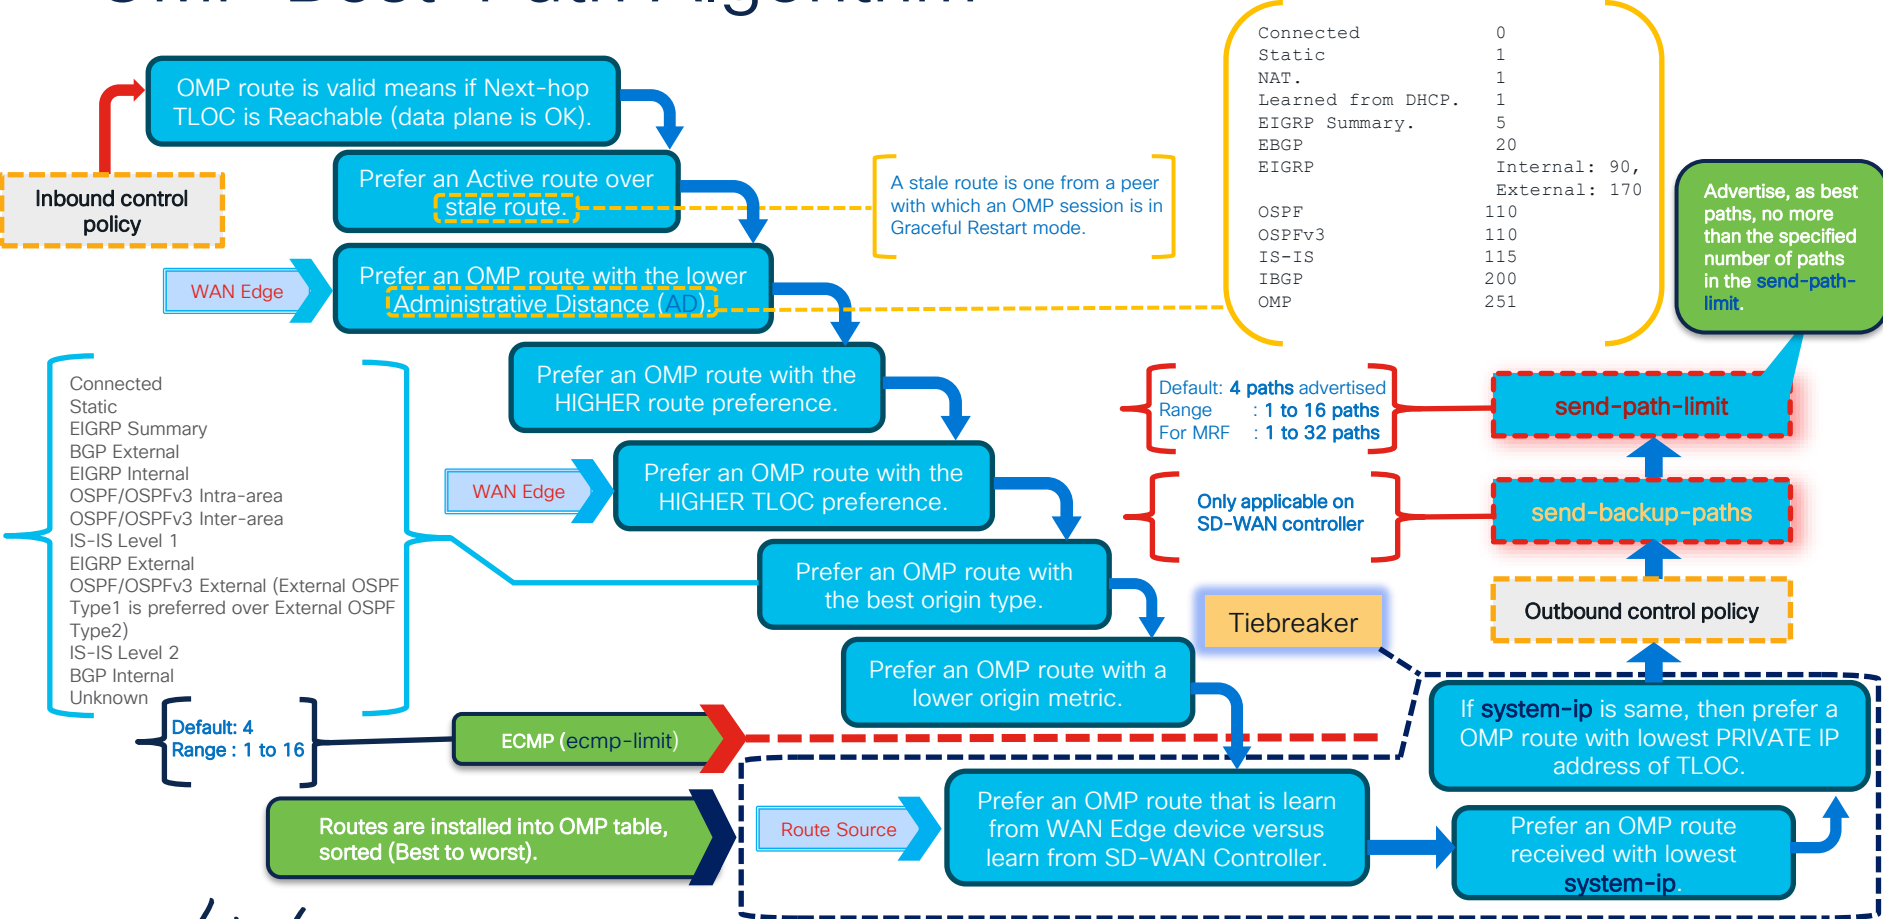 OMP Best-Path Algorithm
OMP route is valid means if Next-hop
TLOC is Reachable (data plane is OK).
Inbound control
policy
Prefer an Active route over
stale route.
A stale route is one from a peer
with which an OMP session is in
Graceful Restart mode.
WAN Edge
Prefer an OMP route with the lower
Administrative Distance (AD).
Connected 0
Static 1
NAT. 1
Learned from DHCP. 1
EIGRP Summary. 5
EBGP 20
EIGRP Internal: 90,
External: 170
OSPF 110
OSPFv3 110
IS-IS 115
IBGP 200
OMP 251
Advertise, as best
paths, no more
than the specified
number of paths
in the send-path-
limit.
Prefer an OMP route with the
HIGHER route preference.
Default: 4 paths advertised
Range : 1 to 16 paths
For MRF : 1 to 32 paths
send-path-limit
Connected
Static
EIGRP Summary
BGP External
EIGRP Internal
OSPF/OSPFv3 Intra-area
OSPF/OSPFv3 Inter-area
IS-IS Level 1
EIGRP External
OSPF/OSPFv3 External (External OSPF
Type1 is preferred over External OSPF
Type2)
IS-IS Level 2
BGP Internal
Unknown
WAN Edge
Prefer an OMP route with the
HIGHER TLOC preference.
Only applicable on
SD-WAN controller
send-backup-paths
Prefer an OMP route with
the best origin type.
Tiebreaker
Outbound control policy
Prefer an OMP route with a
lower origin metric.
Default: 4
Range : 1 to 16
ECMP (ecmp-limit)
If system-ip is same, then prefer a
OMP route with lowest PRIVATE IP
address of TLOC.
Routes are installed into OMP table,
sorted (Best to worst).
Route Source
Prefer an OMP route that is learn
from WAN Edge device versus
learn from SD-WAN Controller.
Prefer an OMP route
received with lowest
system-ip.